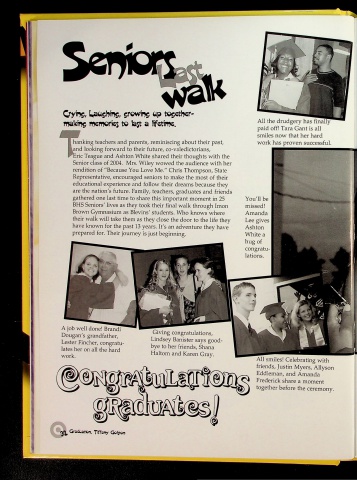 Seniors
Last
walk
Crying, Laughing, growing up together-
making memories to last a lifetime.
Thanking teachers and parents, reminiscing about their past,
and looking forward to their future, co-valedictorians,
Eric Teague and Ashton White shared their thoughts with the
Senior class of 2004. Mrs. Wiley wowed the audience with her
rendition of "Because You Love Me." Chris Thompson, State
Representative, encouraged seniors to make the most of their
educational experience and follow their dreams because they
are the nation's future. Family, teachers, graduates and friends
gathered one last time to share this important moment in 25
BHS Seniors' lives as they took their final walk through Imon
Brown Gymnasium as Blevins' students. Who knows where
their walk will take them as they close the door to the life they
have known for the past 13 years. It's an adventure they have
prepared for. Their journey is just beginning.
All the drudgery has finally
paid off! Tara Gant is all
smiles now that her hard
work has proven successful.
You'll be
missed!
Amanda
Lee gives
Ashton
White a
hug of
congratu-
lations.
A job well done! Brandi
Dougan's grandfather,
Lester Fincher, congratu-
lates her on all the hard
work.
Giving congratulations,
Lindsey Banister says good-
bye to her friends, Shana
Haltom and Karen Gray.
All smiles! Celebrating with
friends, Justin Myers, Allyson
Eddleman, and Amanda
Frederick share a moment
together before the ceremony.
Congratulations
graduates!
Graduation, Tiffany